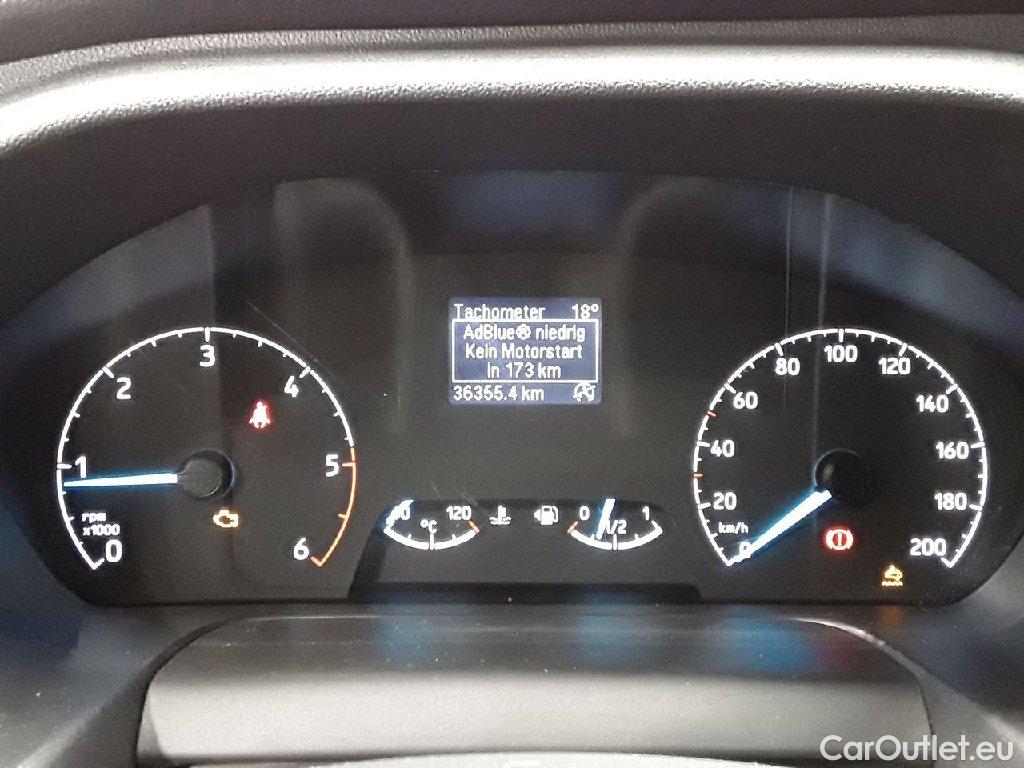 Tachometer 18°
AdBlue® niedrig
Kein Motorstart
In 173 km
36355,4 km
0
1
2
3
4
5
6
rpm
x1000
°C
120
0
1/2
1
0
20
40
60
80
100
120
140
160
180
200
km/h
CarOutlet.eu